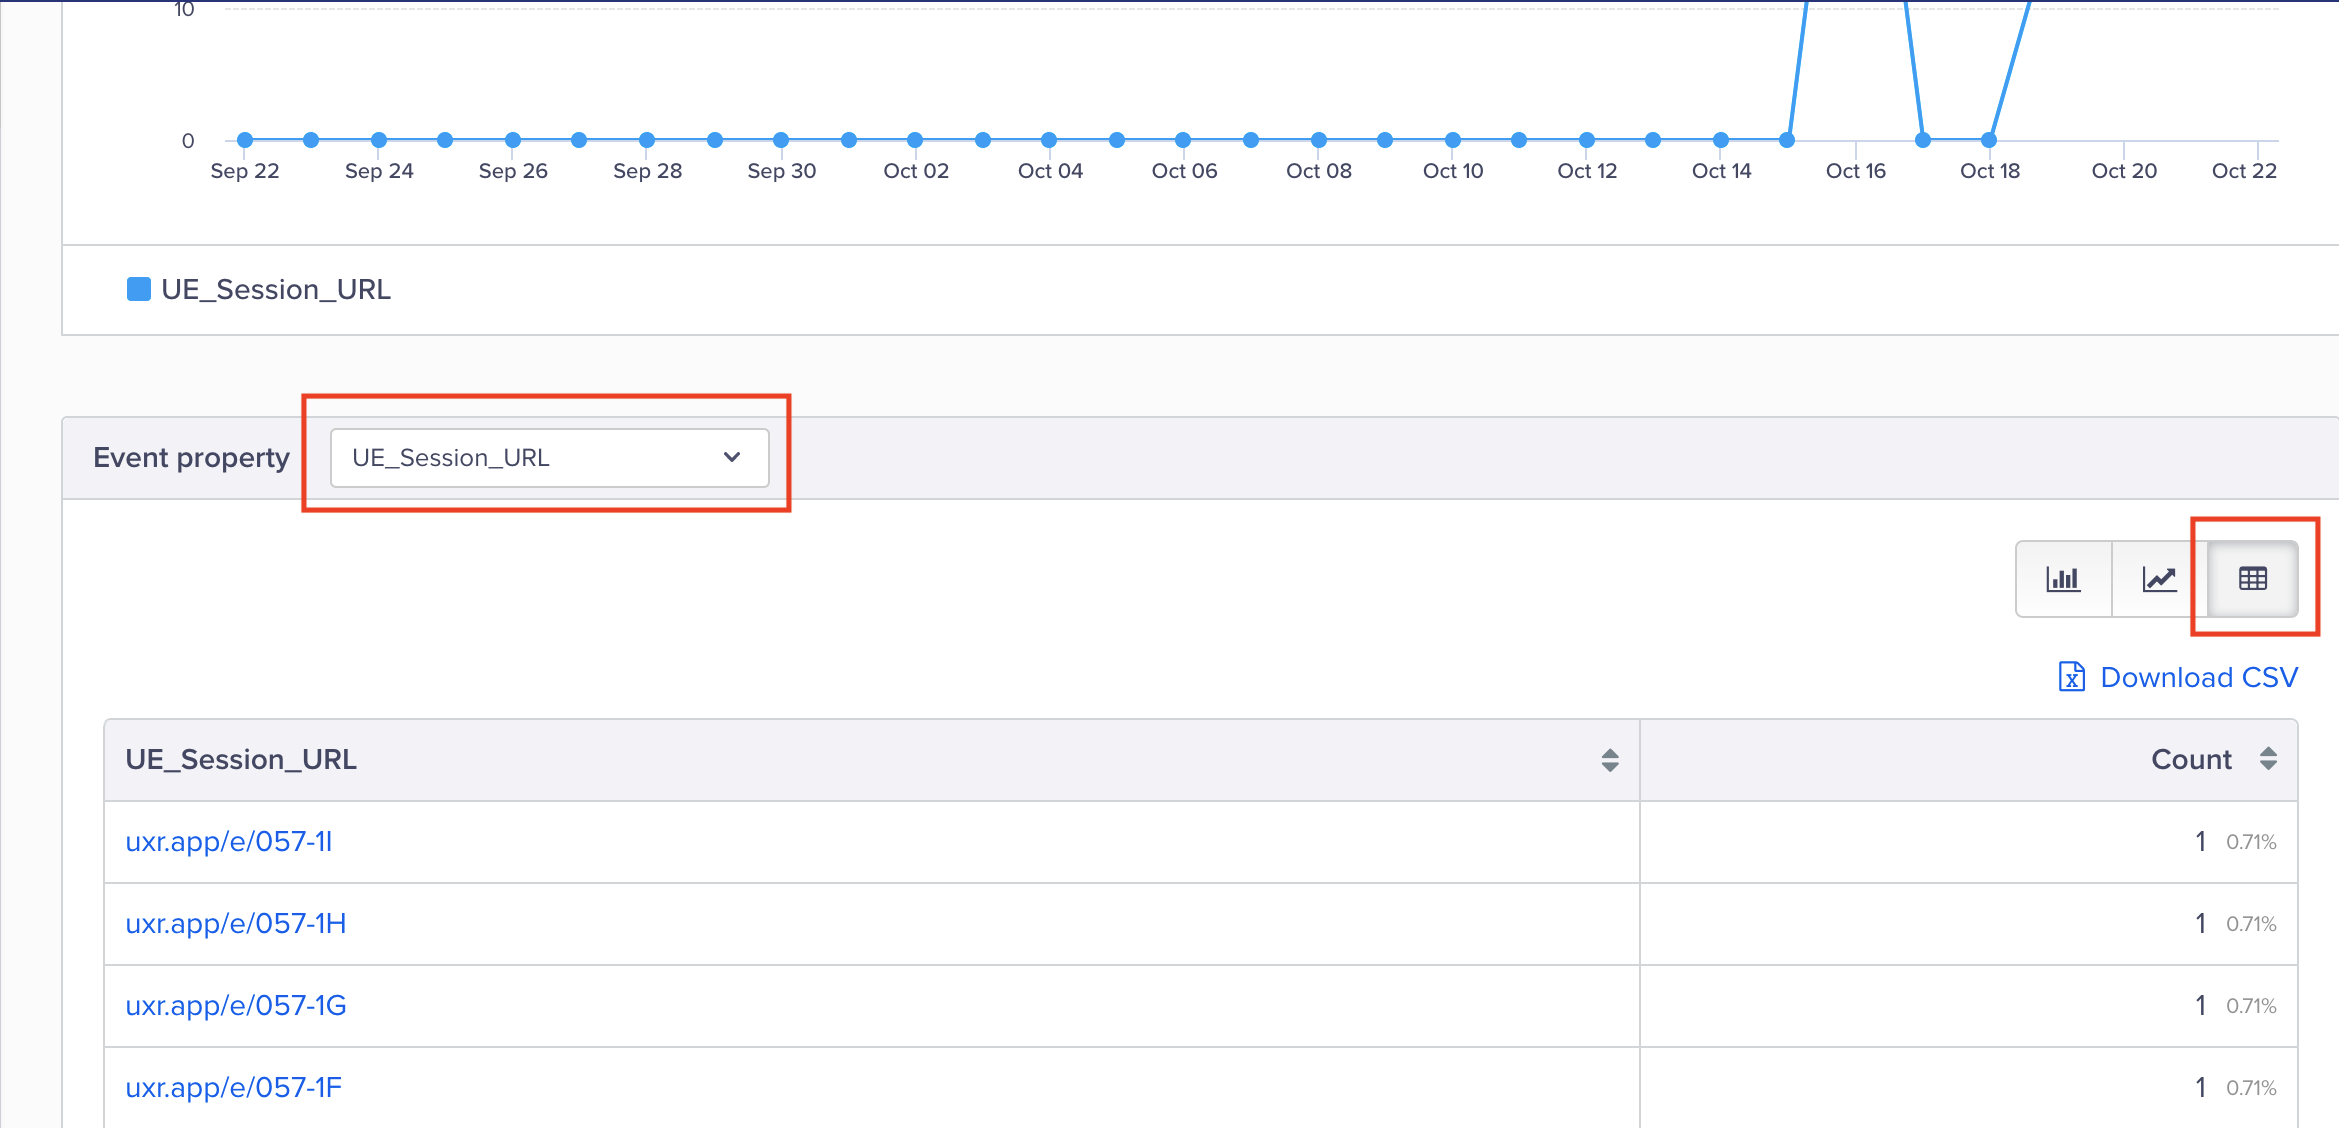 10
0
Sep 22 Sep 24 Sep 26 Sep 28 Sep 30 Oct 02 Oct 04 Oct 06 Oct 08 Oct 10 Oct 12 Oct 14 Oct 16 Oct 18 Oct 20 Oct 22
UE_Session_URL
Event property UE_Session_URL
Download CSV
UE_Session_URL Count
uxr.app/e/057-1I 1 0.71%
uxr.app/e/057-1H 1 0.71%
uxr.app/e/057-1G 1 0.71%
uxr.app/e/057-1F 1 0.71%